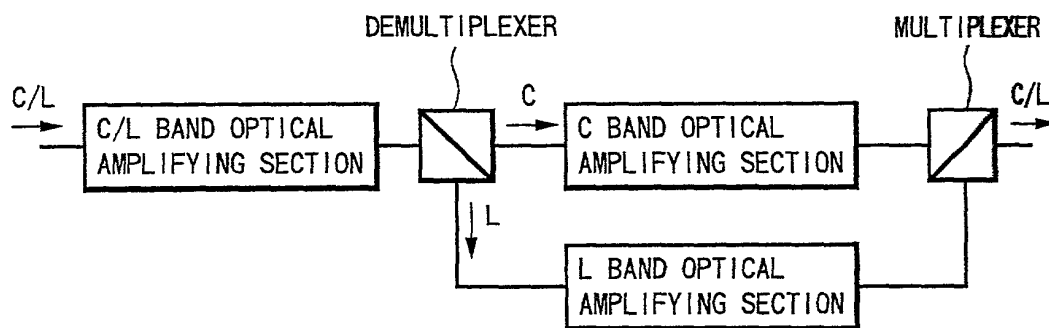 DEMULTIPLEXER
MULTIPLEXER
C/L
C
C/L
C/L BAND OPTICAL
AMPLIFYING SECTION
C BAND OPTICAL
AMPLIFYING SECTION
L
L BAND OPTICAL
AMPLIFYING SECTION